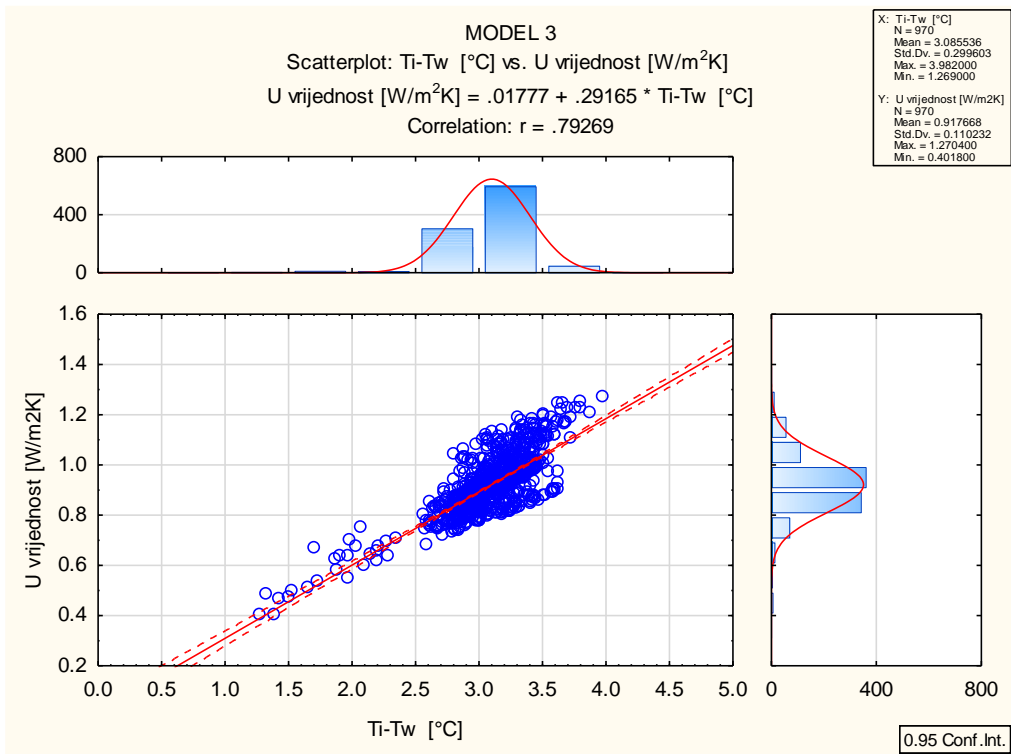 MODEL 3
Scatterplot: Ti-Tw [°C] vs. U vrijednost [W/m²K]
U vrijednost [W/m²K] = .01777 + .29165 * Ti-Tw [°C]
Correlation: r = .79269
X: Ti-Tw [°C]
N = 970
Mean = 3.085536
Std.Dv. = 0.299603
Max. = 3.982000
Min. = 1.269000
Y: U vrijednost [W/m2K]
N = 970
Mean = 0.917668
Std.Dv. = 0.110232
Max. = 1.270400
Min. = 0.401800
800
400
0
1.6
1.4
1.2
1.0
0.8
0.6
0.4
0.2
U vrijednost [W/m2K]
0.0 0.5 1.0 1.5 2.0 2.5 3.0 3.5 4.0 4.5 5.0
Ti-Tw [°C]
0 400 800
0.95 Conf.Int.